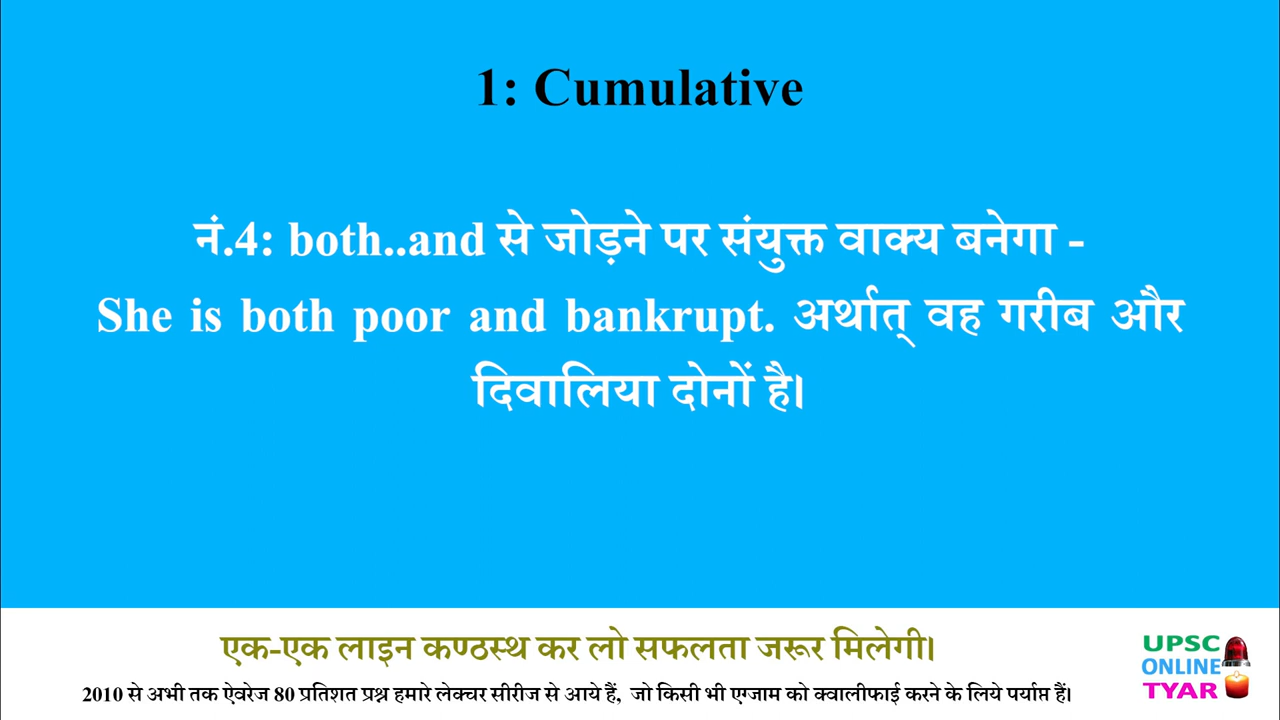 1: Cumulative
नं.4: both..and से जोड़ने पर संयुक्त वाक्य बनेगा -
She is both poor and bankrupt. अर्थात् वह गरीब और
दिवालिया दोनों है।
एक-एक लाइन कण्ठस्थ कर लो सफलता जरूर मिलेगी।
2010 से अभी तक ऐवरेज 80 प्रतिशत प्रश्न हमारे लेक्चर सीरीज से आये हैं, जो किसी भी एग्जाम को क्वालीफाई करने के लिये पर्याप्त हैं।
UPSC
ONLINE
TYAR